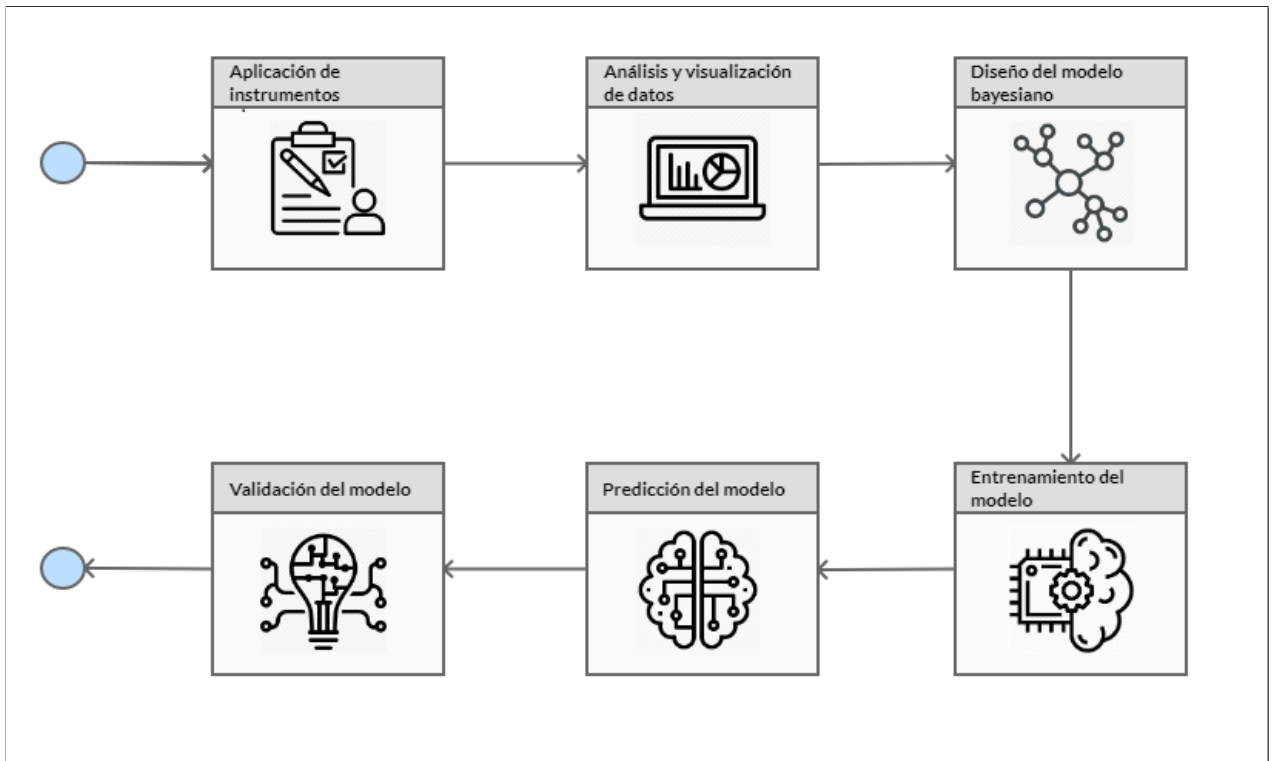 Aplicación de
instrumentos
Análisis y visualización
de datos
Diseño del modelo
bayesiano
Validación del modelo
Predicción del modelo
Entrenamiento del
modelo